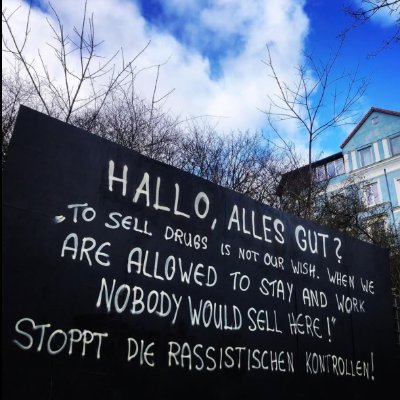 HALLO, ALLES GUT?
„TO SELL DRUGS IS NOT OUR WISH. WHEN WE
ARE ALLOWED TO STAY AND WORK
NOBODY WOULD SELL HERE!"
STOPPT DIE RASSISTISCHEN KONTROLLEN!